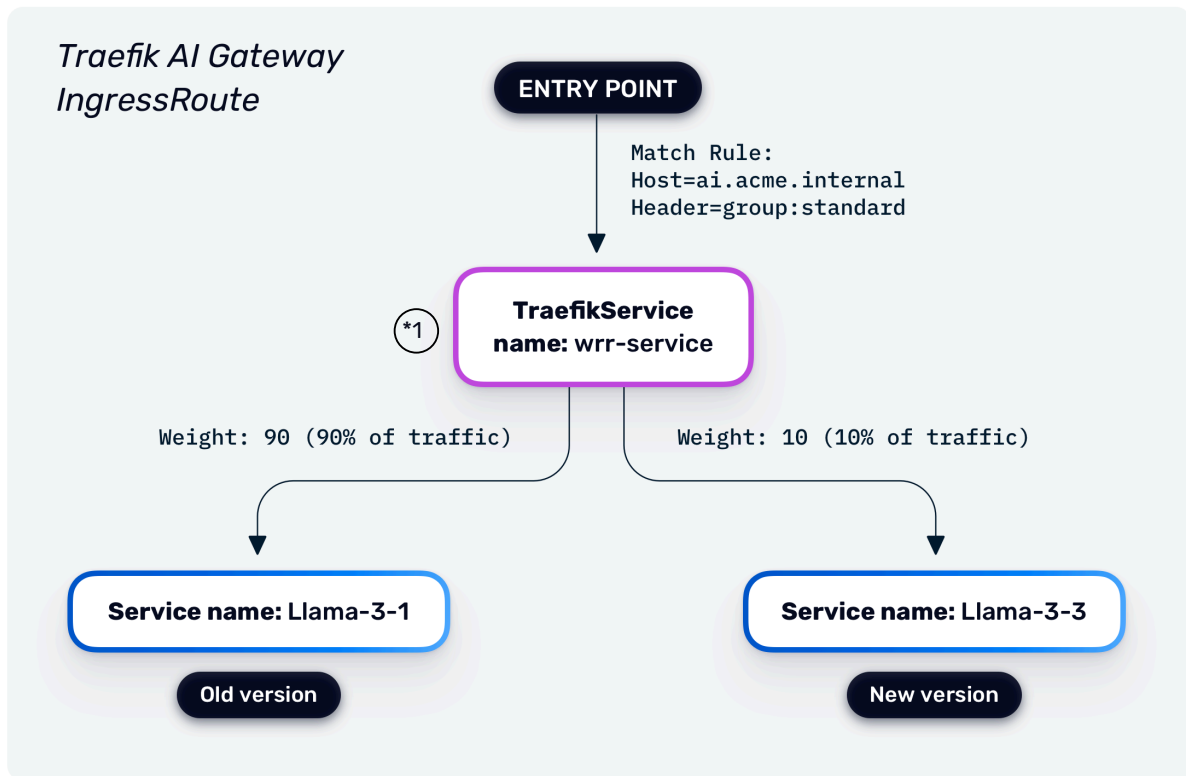 Traefik AI Gateway
IngressRoute
ENTRY POINT
Match Rule:
Host=ai.acme.internal
Header=group:standard
*1
TraefikService
name: wrr-service
Weight: 90 (90% of traffic)
Weight: 10 (10% of traffic)
Service name: Llama-3-1
Service name: Llama-3-3
Old version
New version